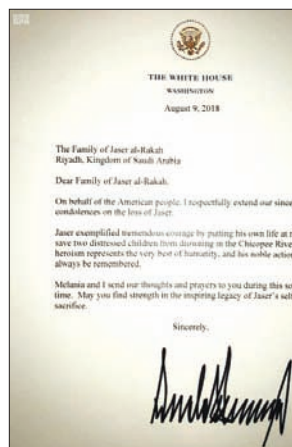 THE WHITE HOUSE
WASHINGTON
August 9, 2018
The Family of Jaser al-Rakah
Riyadh, Kingdom of Saudi Arabia
Dear Family of Jaser al-Rakah,
On behalf of the American people, I respectfully extend our since
condolences on the loss of Jaser.
Jaser exemplified tremendous courage by putting his own life at r
save two distressed children from drowning in the Chicopee River
heroism represents the very best of humanity, and his noble action
always be remembered.
Melania and I send our thoughts and prayers to you during this so
time. May you find strength in the inspiring legacy of Jaser's self
sacrifice.
Sincerely,